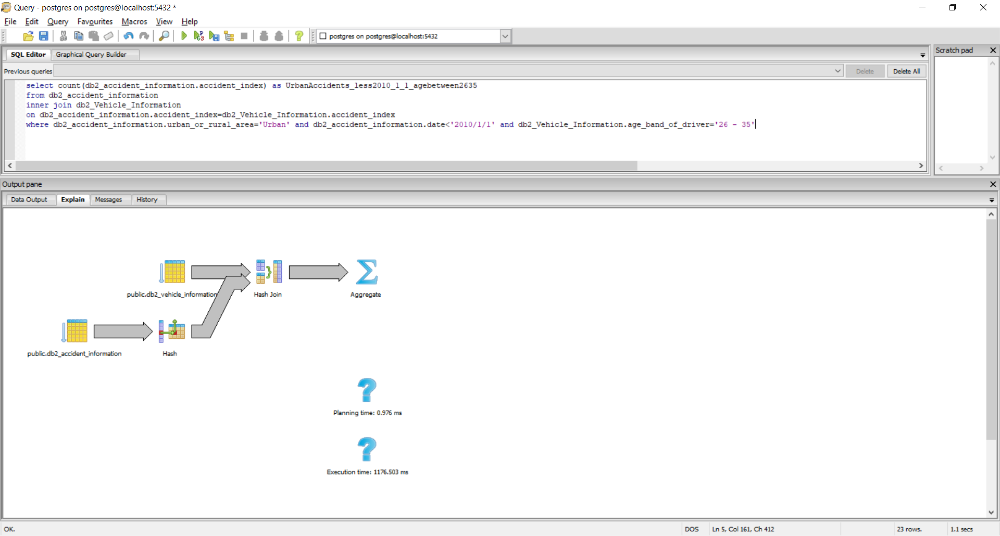 Query - postgres on postgres@localhost:5432 *
File Edit Query Favourites Macros View Help
postgres on postgres@localhost:5432
SQL Editor Graphical Query Builder
Scratch pad
Previous queries Delete Delete All
select count(db2_accident_information.accident_index) as UrbanAccidents_less2010_1_1_agebetween2635
from db2_accident_information
inner join db2_Vehicle_Information
on db2_accident_information.accident_index=db2_Vehicle_Information.accident_index
where db2_accident_information.urban_or_rural_area='Urban' and db2_accident_information.date<'2010/1/1' and db2_Vehicle_Information.age_band_of_driver='26 - 35'
Output pane
Data Output Explain Messages History
public.db2_vehicle_information Hash Join Aggregate
public.db2_accident_information Hash
Planning time: 0.976 ms
Execution time: 1176.503 ms
OK. DOS Ln 5, Col 161, Ch 412 23 rows. 1.1 secs